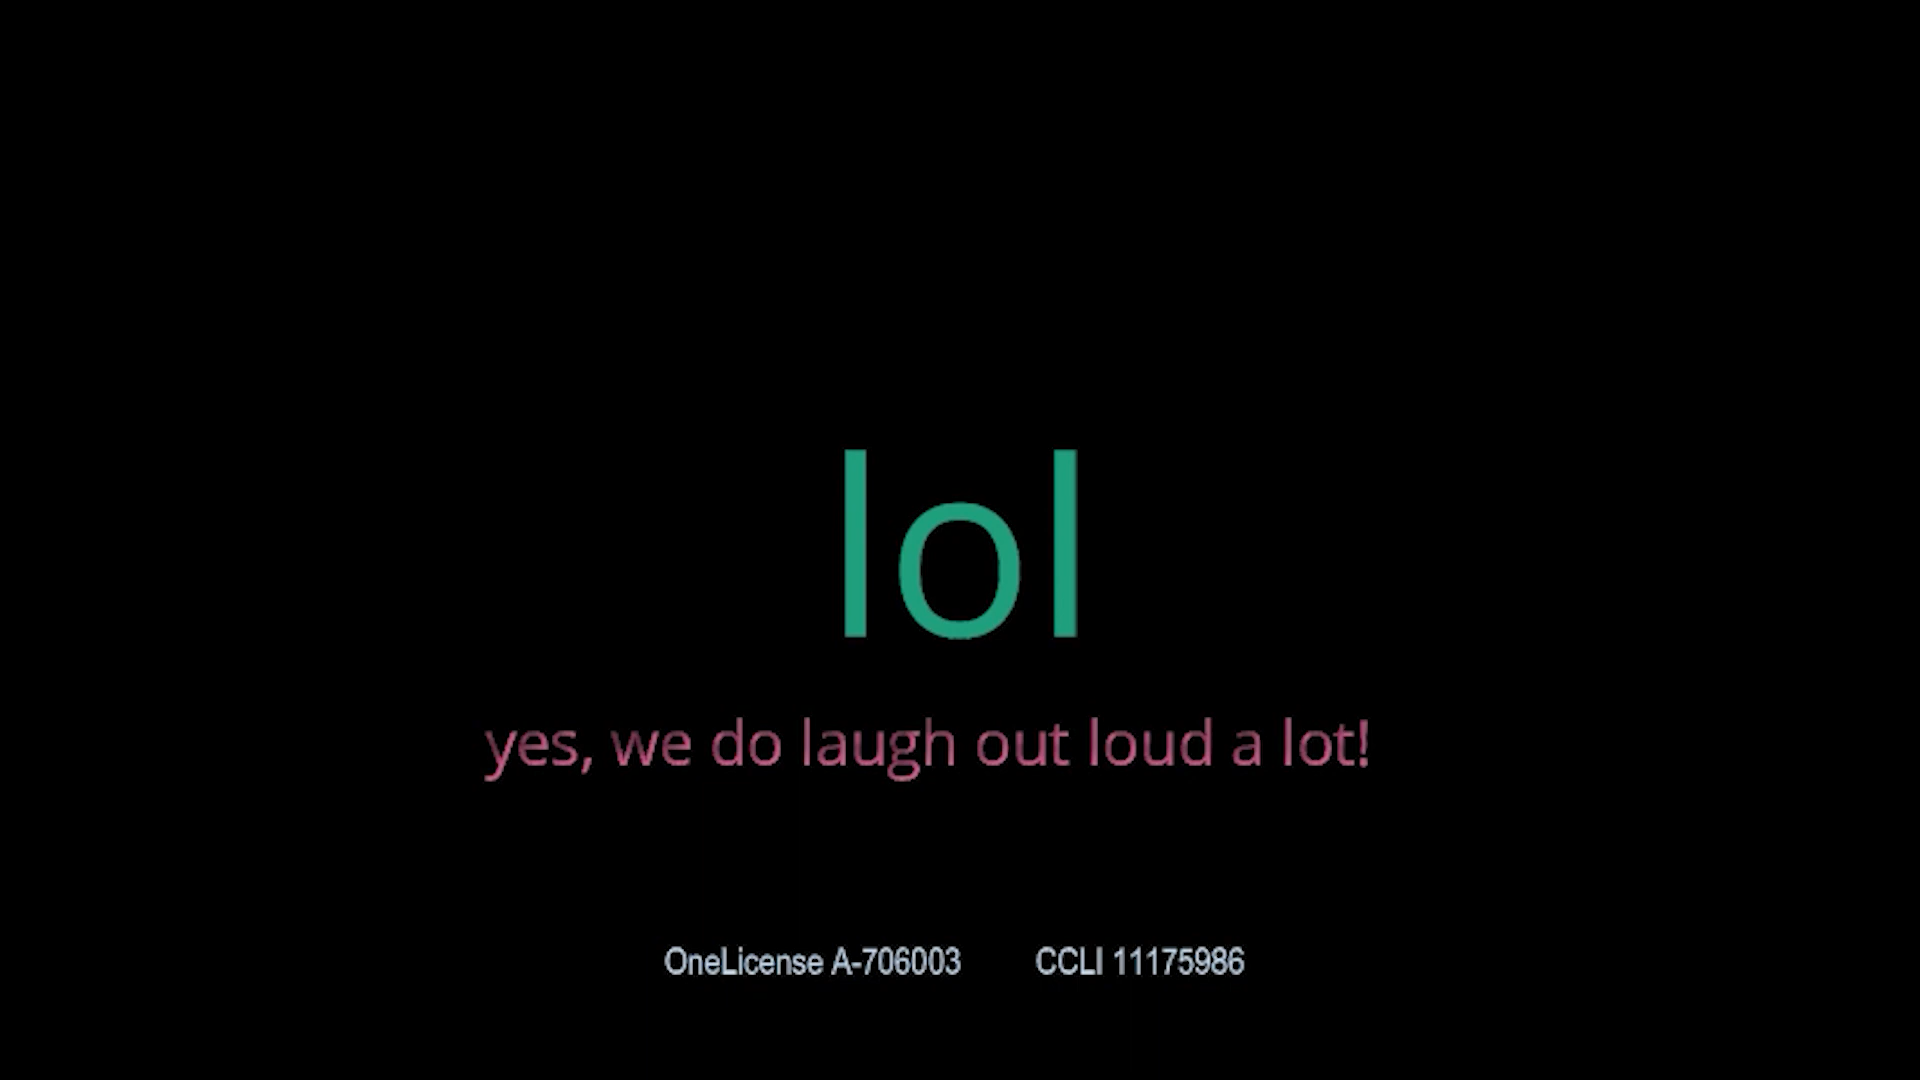 lol
yes, we do laugh out loud a lot!
OneLicense A-706003 CCLI 11175986